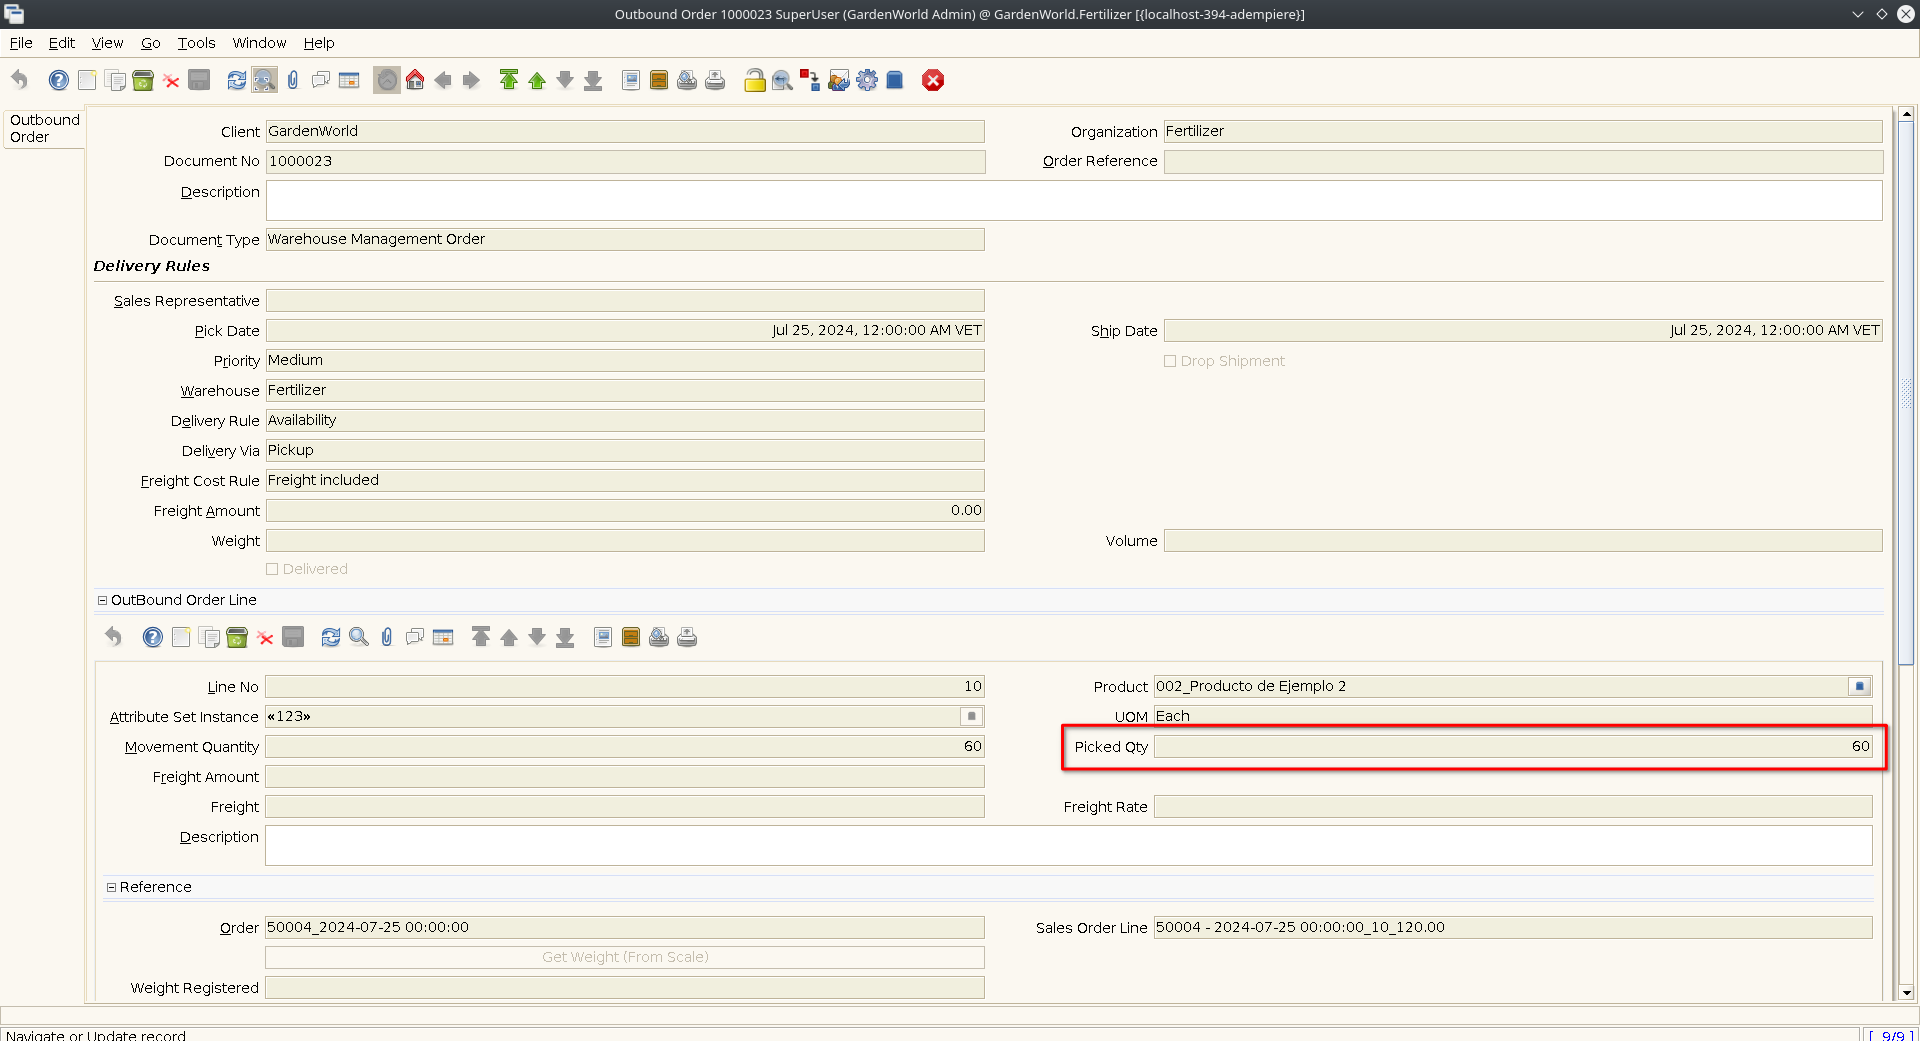 Outbound Order 1000023 SuperUser (GardenWorld Admin) @ GardenWorld.Fertilizer [{localhost-394-adempiere}]
File Edit View Go Tools Window Help
Outbound
Order
Client GardenWorld Organization Fertilizer
Document No 1000023 Order Reference
Description
Document Type Warehouse Management Order
Delivery Rules
Sales Representative
Pick Date Jul 25, 2024, 12:00:00 AM VET Ship Date Jul 25, 2024, 12:00:00 AM VET
Priority Medium Drop Shipment
Warehouse Fertilizer
Delivery Rule Availability
Delivery Via Pickup
Freight Cost Rule Freight included
Freight Amount 0.00
Weight Volume
Delivered
OutBound Order Line
Line No 10 Product 002_Producto de Ejemplo 2
Attribute Set Instance «123» UOM Each
Movement Quantity 60 Picked Qty 60
Freight Amount
Freight Freight Rate
Description
Reference
Order 50004_2024-07-25 00:00:00 Sales Order Line 50004 - 2024-07-25 00:00:00_10_120.00
Get Weight (From Scale)
Weight Registered
Navigate or Update record [ 9/9 ]